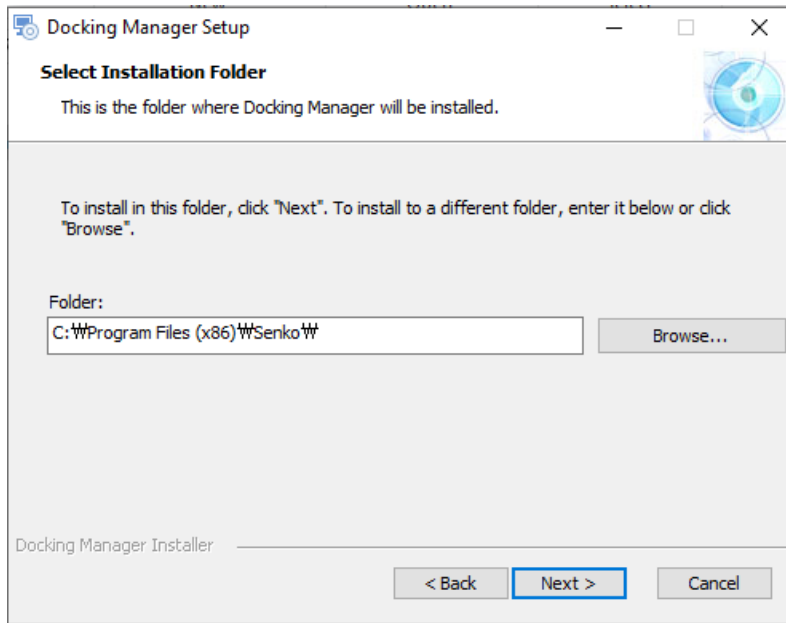 Docking Manager Setup
Select Installation Folder
This is the folder where Docking Manager will be installed.
To install in this folder, click "Next". To install to a different folder, enter it below or click
"Browse".
Folder:
C:₩Program Files (x86)₩Senko₩
Browse...
Docking Manager Installer
< Back
Next >
Cancel